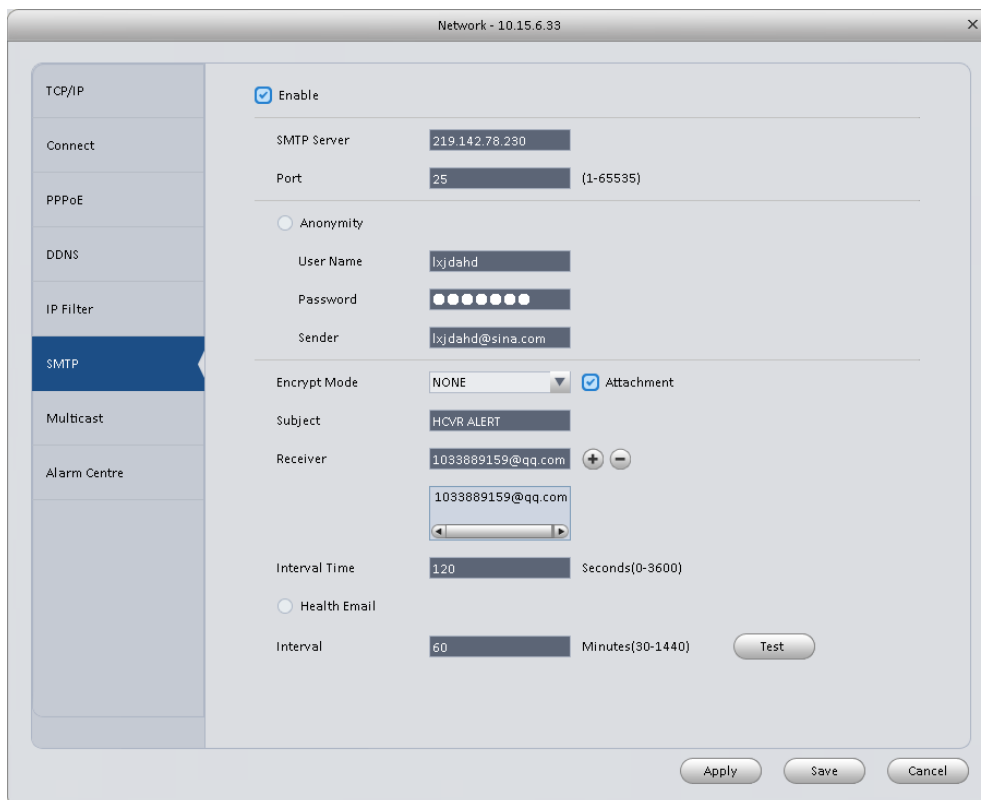 Network - 10.15.6.33
TCP/IP
Connect
PPPoE
DDNS
IP Filter
SMTP
Multicast
Alarm Centre
Enable
SMTP Server 219.142.78.230
Port 25 (1-65535)
Anonymity
User Name lxjdahd
Password
Sender lxjdahd@sina.com
Encrypt Mode NONE Attachment
Subject HCVR ALERT
Receiver 1033889159@qq.com
1033889159@qq.com
Interval Time 120 Seconds(0-3600)
Health Email
Interval 60 Minutes(30-1440) Test
Apply Save Cancel